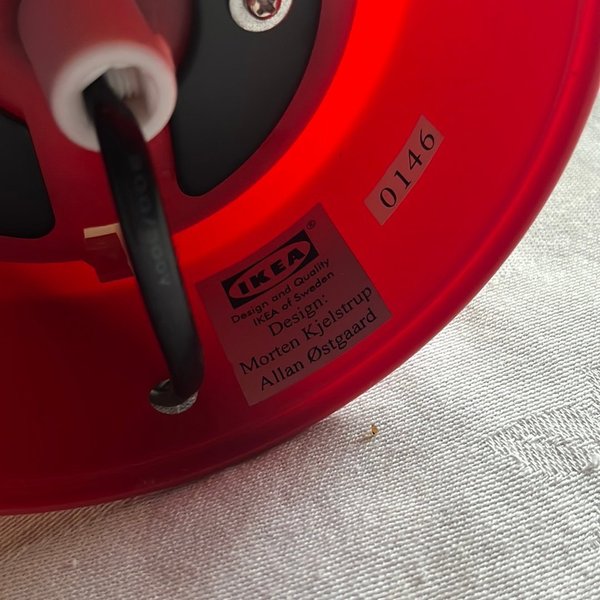 IKEA®
Design and Quality
IKEA of Sweden
Design:
Morten Kjelstrup
Allan Østgaard
0146